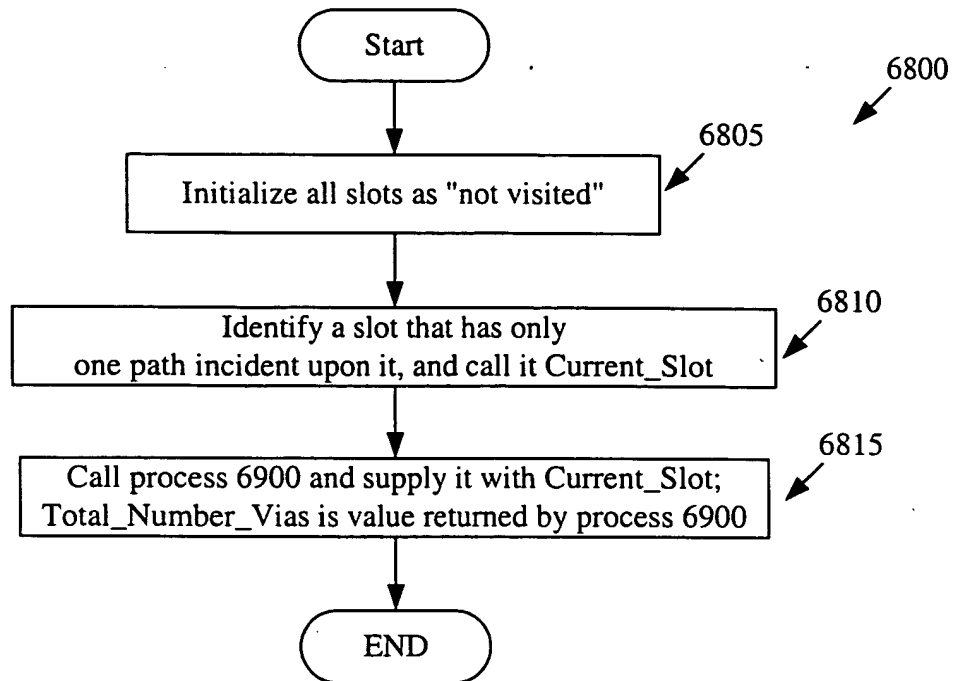 Start
6800
6805
Initialize all slots as "not visited"
6810
Identify a slot that has only
one path incident upon it, and call it Current_Slot
6815
Call process 6900 and supply it with Current_Slot;
Total_Number_Vias is value returned by process 6900
END